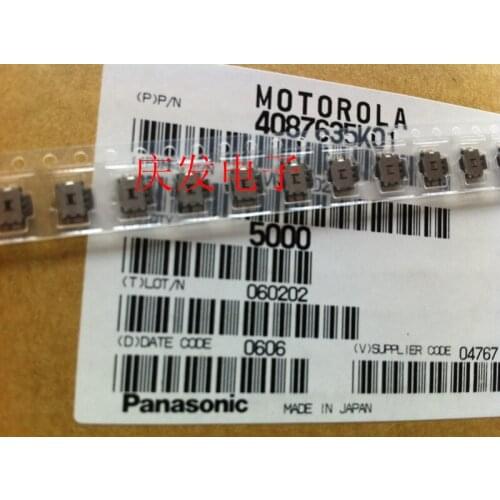 MOTOROLA
(P)P/N 4087635K01
庆发电子
5000
(T)LOT/N 060202
(D)DATE CODE 0606
(V)SUPPLIER CODE 04767
Panasonic MADE IN JAPAN